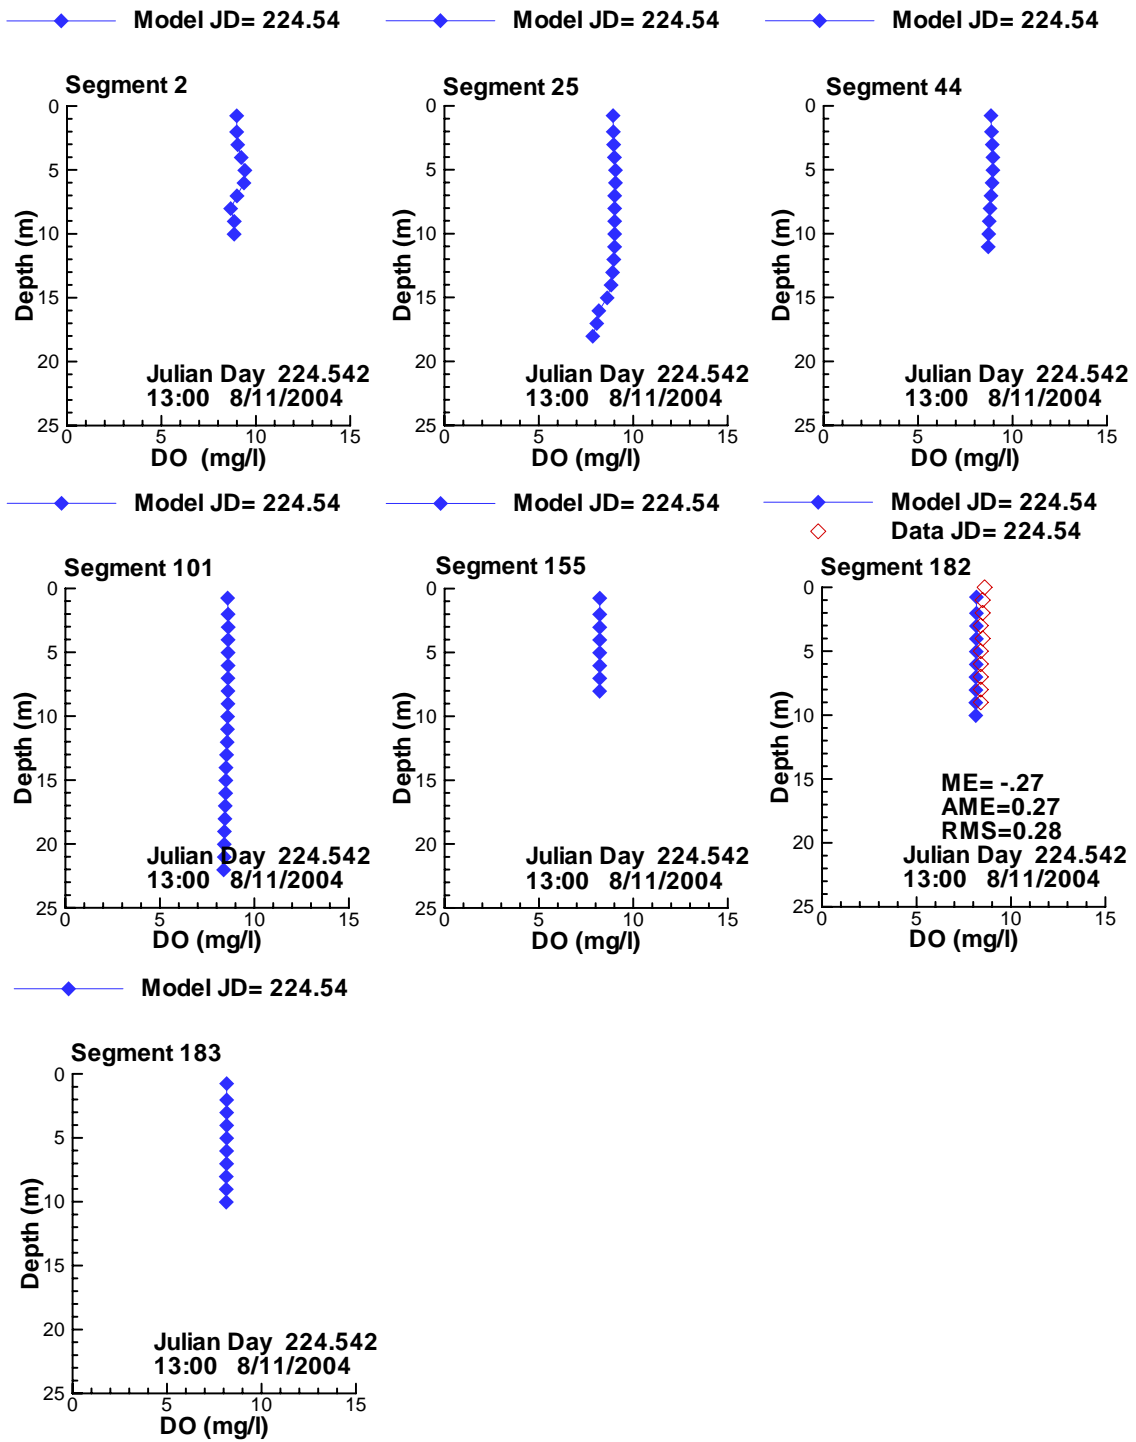 Model JD= 224.54
Model JD= 224.54
Model JD= 224.54
Segment 2
0
5
10
15
20
25
Depth (m)
Julian Day 224.542
13:00 8/11/2004
0 5 10 15
DO (mg/l)
Segment 25
0
5
10
15
20
25
Depth (m)
Julian Day 224.542
13:00 8/11/2004
0 5 10 15
DO (mg/l)
Segment 44
0
5
10
15
20
25
Depth (m)
Julian Day 224.542
13:00 8/11/2004
0 5 10 15
DO (mg/l)
Model JD= 224.54
Model JD= 224.54
Model JD= 224.54
Data JD= 224.54
Segment 101
0
5
10
15
20
25
Depth (m)
Julian Day 224.542
13:00 8/11/2004
0 5 10 15
DO (mg/l)
Segment 155
0
5
10
15
20
25
Depth (m)
Julian Day 224.542
13:00 8/11/2004
0 5 10 15
DO (mg/l)
Segment 182
0
5
10
15
20
25
Depth (m)
ME= -.27
AME=0.27
RMS=0.28
Julian Day 224.542
13:00 8/11/2004
0 5 10 15
DO (mg/l)
Model JD= 224.54
Segment 183
0
5
10
15
20
25
Depth (m)
Julian Day 224.542
13:00 8/11/2004
0 5 10 15
DO (mg/l)